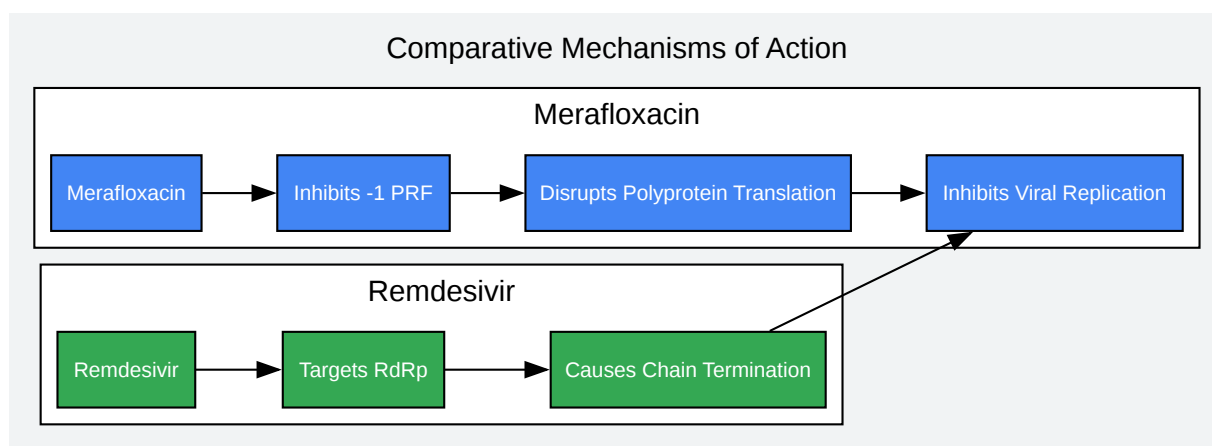 Comparative Mechanisms of Action
Merafloxacin
Merafloxacin
Inhibits -1 PRF
Disrupts Polyprotein Translation
Inhibits Viral Replication
Remdesivir
Remdesivir
Targets RdRp
Causes Chain Termination